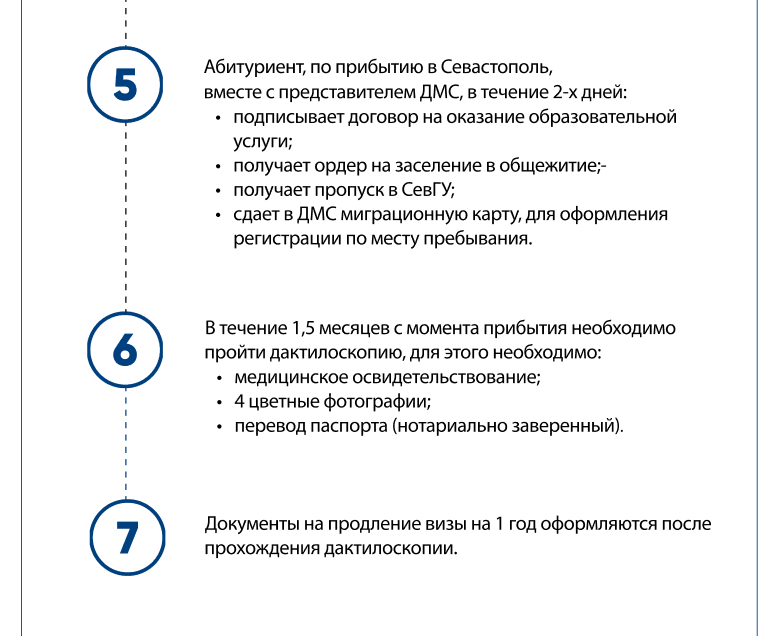 5
Абитуриент, по прибытию в Севастополь,
вместе с представителем ДМС, в течение 2-х дней:
• подписывает договор на оказание образовательной
услуги;
• получает ордер на заселение в общежитие;-
• получает пропуск в СевГУ;
• сдает в ДМС миграционную карту, для оформления
регистрации по месту пребывания.
6
В течение 1,5 месяцев с момента прибытия необходимо
пройти дактилоскопию, для этого необходимо:
• медицинское освидетельствование;
• 4 цветные фотографии;
• перевод паспорта (нотариально заверенный).
7
Документы на продление визы на 1 год оформляются после
прохождения дактилоскопии.